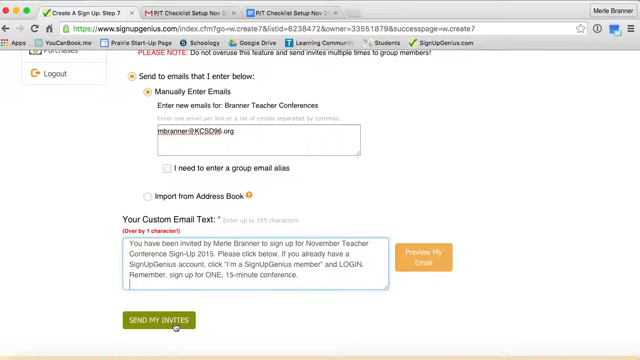 Create A Sign Up: Step 7
P/T Checklist Setup Nov 2
P/T Checklist Setup Nov 2
Merle Branner
https://www.signupgenius.com/index.cfm?go=w.create7&listid=6238472&owner=33551879&successpage=w.create7
Apps
YouCanBook.me
Prairie Start-Up Page
Schoology
Google Drive
Learning Community
Students
SignUpGenius.com
Purchases
Logout
PLEASE NOTE: Do not overuse this feature and send invites multiple times to group members!
Send to emails that I enter below:
Manually Enter Emails
Enter new emails for: Branner Teacher Conferences
Enter one email per line or a list of emails separated by commas.
mbranner@KCSD96.org
I need to enter a group email alias
Import from Address Book
Your Custom Email Text: * Enter up to 255 characters.
(Over by 1 character!)
You have been invited by Merle Branner to sign up for November Teacher
Conference Sign-Up 2015. Please click below. If you already have a
SignUpGenius account, click "I'm a SignUpGenius member" and LOGIN.
Remember, sign up for ONE, 15-minute conference.
Preview My
Email
SEND MY INVITES